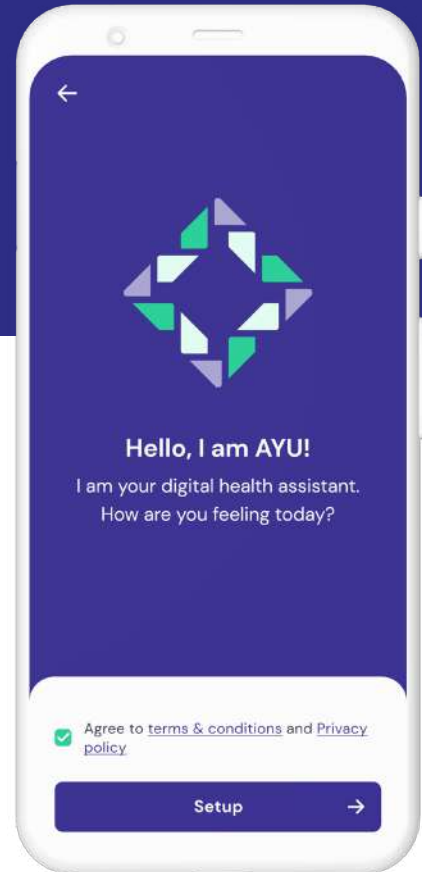 Hello, I am AYU!
I am your digital health assistant.
How are you feeling today?
Agree to terms & conditions and Privacy
policy
Setup